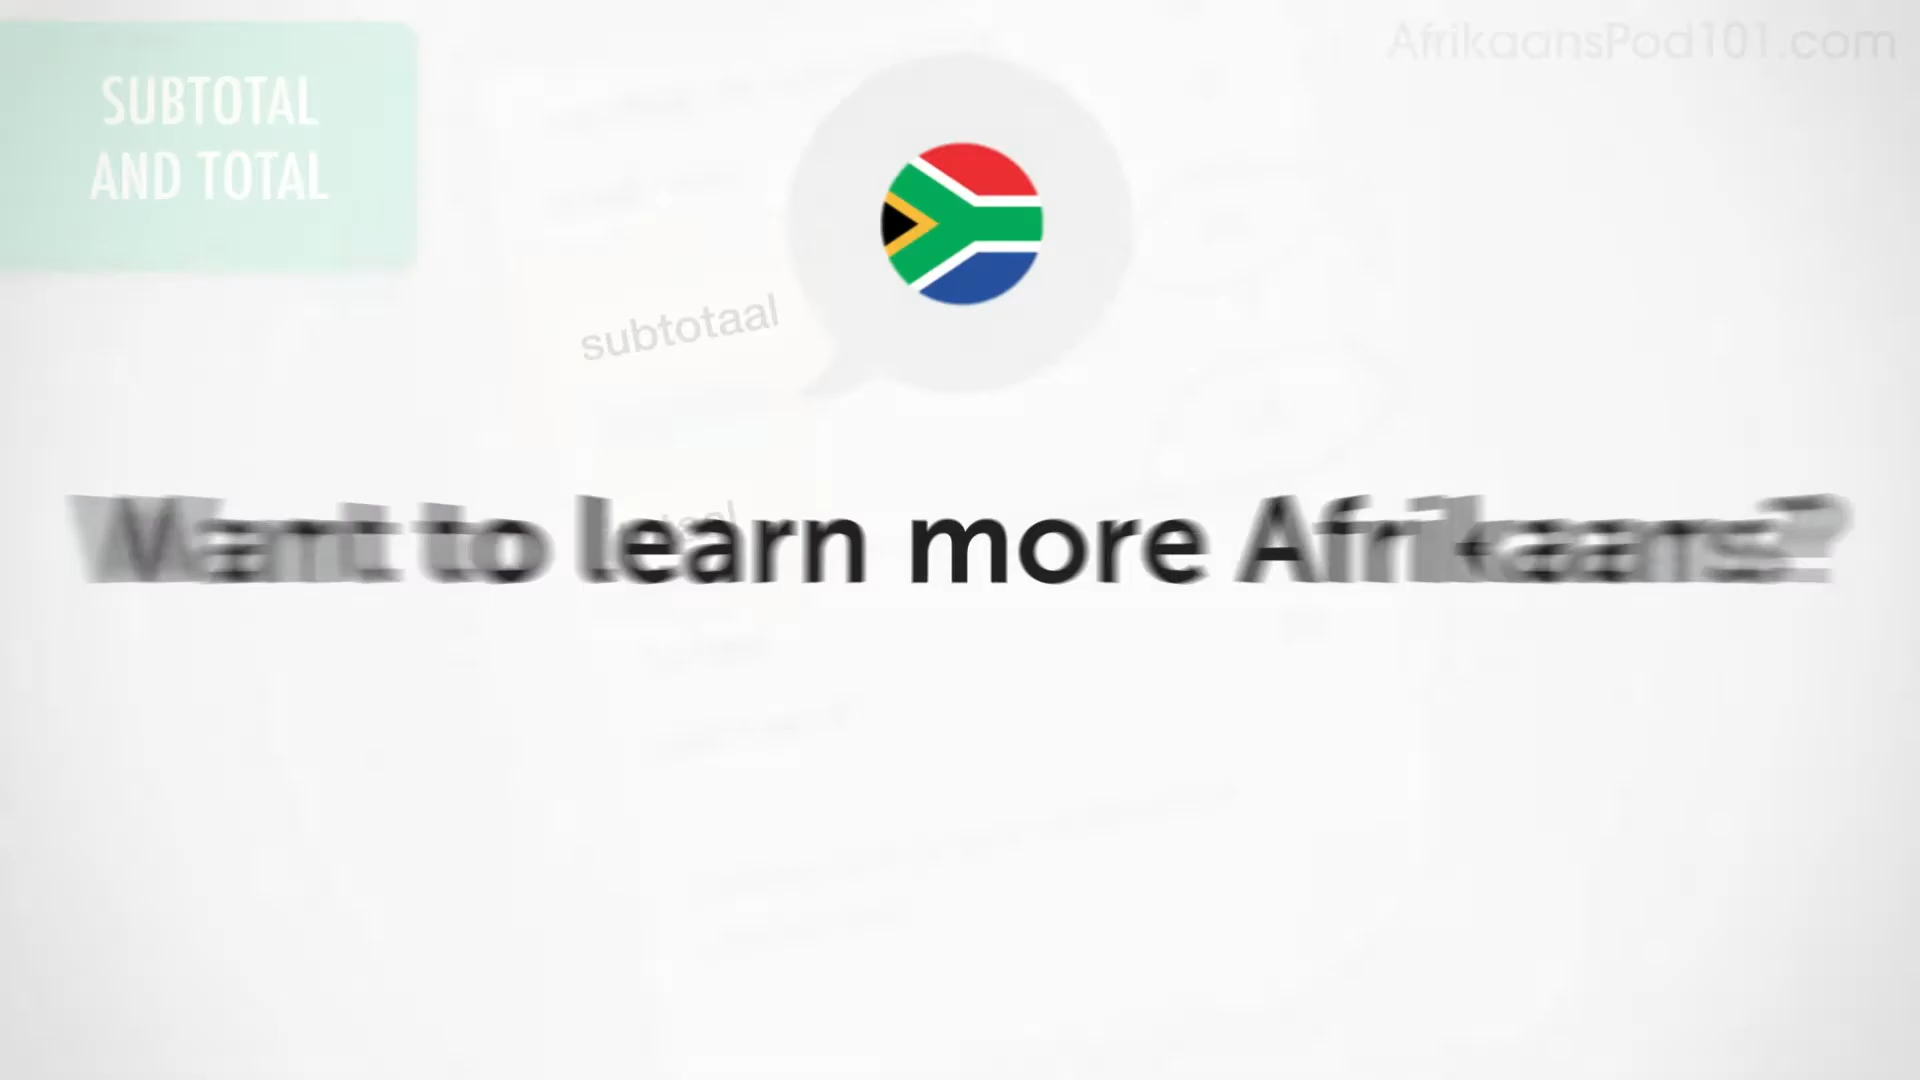 SUBTOTAL
AND TOTAL
AfrikaansPod101.com
subtotaal
Want to learn more Afrikaans?